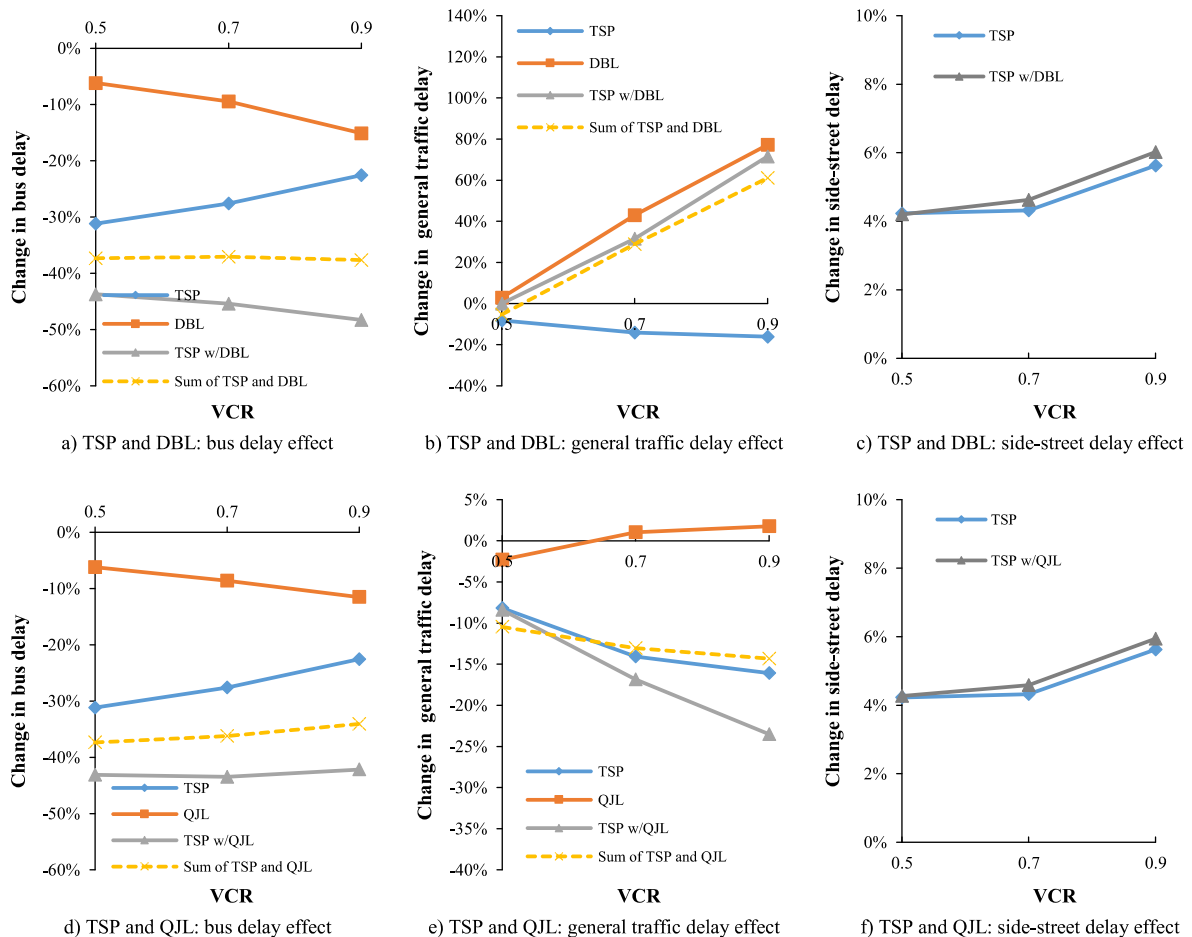 0.5 0.7 0.9
0%
-10%
-20%
-30%
-40%
-50%
-60%
Change in bus delay
TSP
DBL
TSP w/DBL
Sum of TSP and DBL
VCR
a) TSP and DBL: bus delay effect
140%
120%
100%
80%
60%
40%
20%
0%
-20%
-40%
Change in general traffic delay
TSP
DBL
TSP w/DBL
Sum of TSP and DBL
0.5 0.7 0.9
VCR
b) TSP and DBL: general traffic delay effect
10%
8%
6%
4%
2%
0%
Change in side-street delay
TSP
TSP w/DBL
0.5 0.7 0.9
VCR
c) TSP and DBL: side-street delay effect
0.5 0.7 0.9
0%
-10%
-20%
-30%
-40%
-50%
-60%
Change in bus delay
TSP
QJL
TSP w/QJL
Sum of TSP and QJL
VCR
d) TSP and QJL: bus delay effect
5%
0%
-5%
-10%
-15%
-20%
-25%
-30%
-35%
-40%
Change in general traffic delay
0.5 0.7 0.9
TSP
QJL
TSP w/QJL
Sum of TSP and QJL
VCR
e) TSP and QJL: general traffic delay effect
10%
8%
6%
4%
2%
0%
Change in side-street delay
TSP
TSP w/QJL
0.5 0.7 0.9
VCR
f) TSP and QJL: side-street delay effect